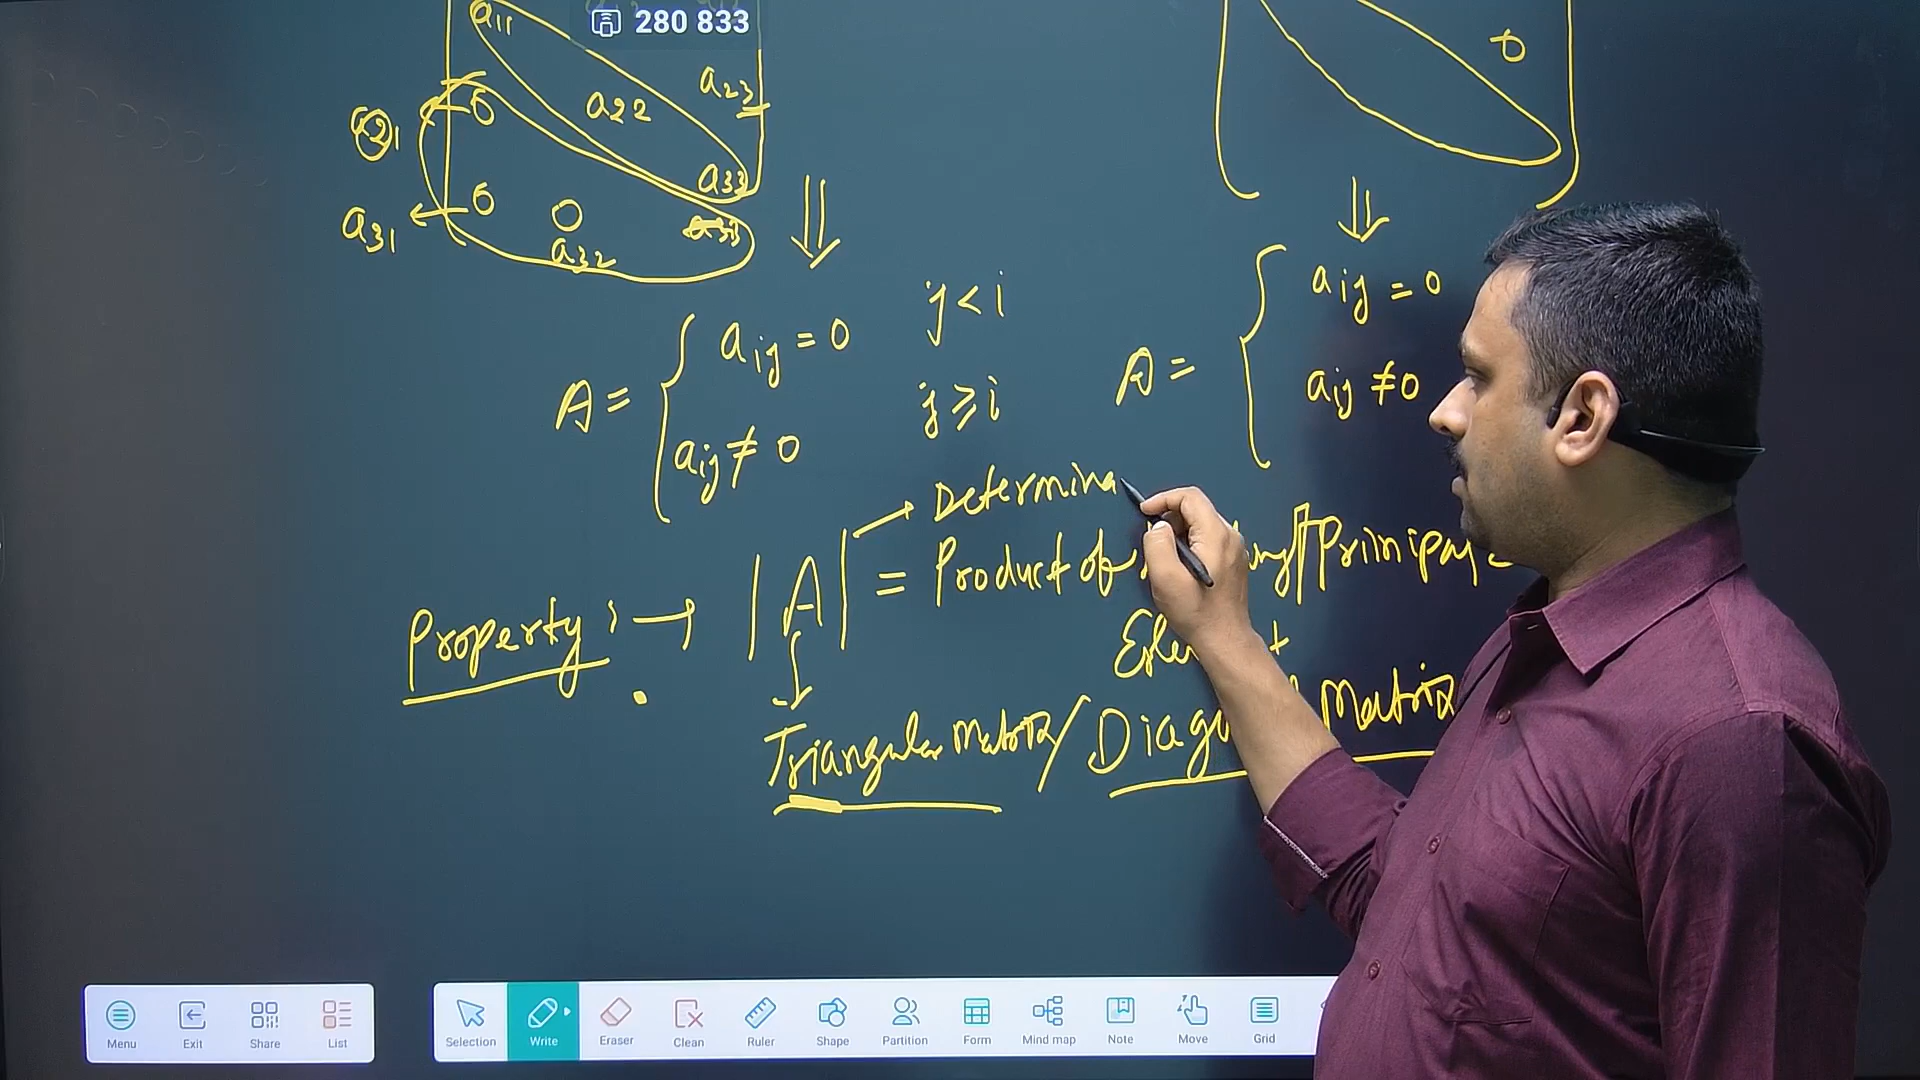 280 833
a11
a22 a23
a21 0
a33
a31 0 0
a32
0
A = { aij = 0 j < i
aij ≠ 0 j ≥ i
A = { aij = 0
aij ≠ 0
Determina
Property : → |A| = Product of / Principal
Triangular Matrix / Matrix
Menu Exit Share List
Selection Write Eraser Clean Ruler Shape Partition Form Mind map Note Move Grid